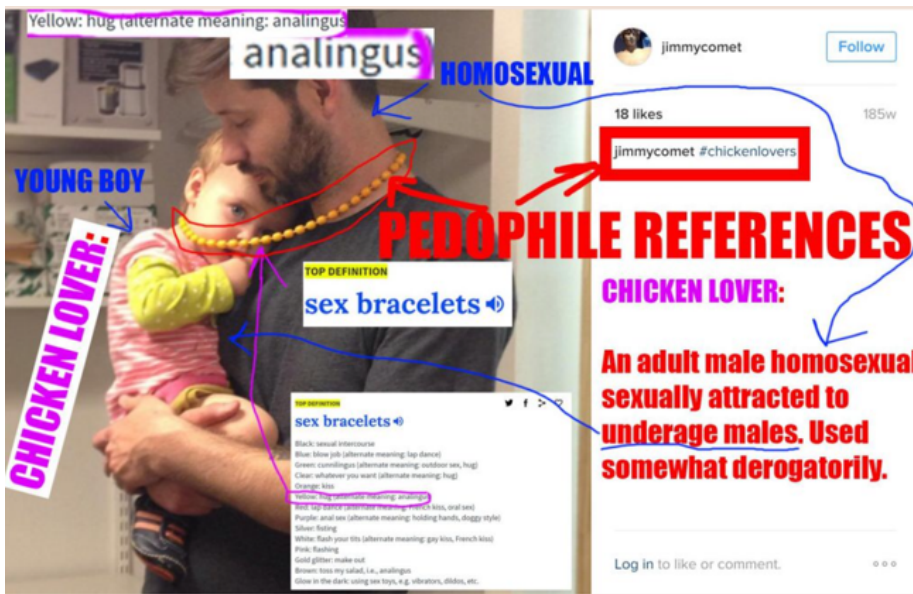 Yellow: hug (alternate meaning: analingus
analingus)
HOMOSEXUAL
YOUNG BOY
CHICKEN LOVER:
TOP DEFINITION
sex bracelets
TOP DEFINITION
sex bracelets
Black: sexual intercourse
Blue: blow job (alternate meaning: lap dance)
Green: cunnilingus (alternate meaning: outdoor sex, hug)
Clear: whatever you want (alternate meaning: hug)
Orange: kiss
Yellow: hug (alternate meaning: analingus
Red: lap dance (alternate meaning: French kiss, oral sex)
Purple: anal sex (alternate meaning: holding hands, doggy style)
Silver: fisting
White: flash your tits (alternate meaning: gay kiss, French kiss)
Pink: flashing
Gold glitter: make out
Brown: toss my salad, i.e., analingus
Glow in the dark: using sex toys, e.g. vibrators, dildos, etc.
jimmycomet
Follow
18 likes
185w
jimmycomet #chickenlovers
PEDOPHILE REFERENCES
CHICKEN LOVER:
An adult male homosexual
sexually attracted to
underage males. Used
somewhat derogatorily.
Log in to like or comment.